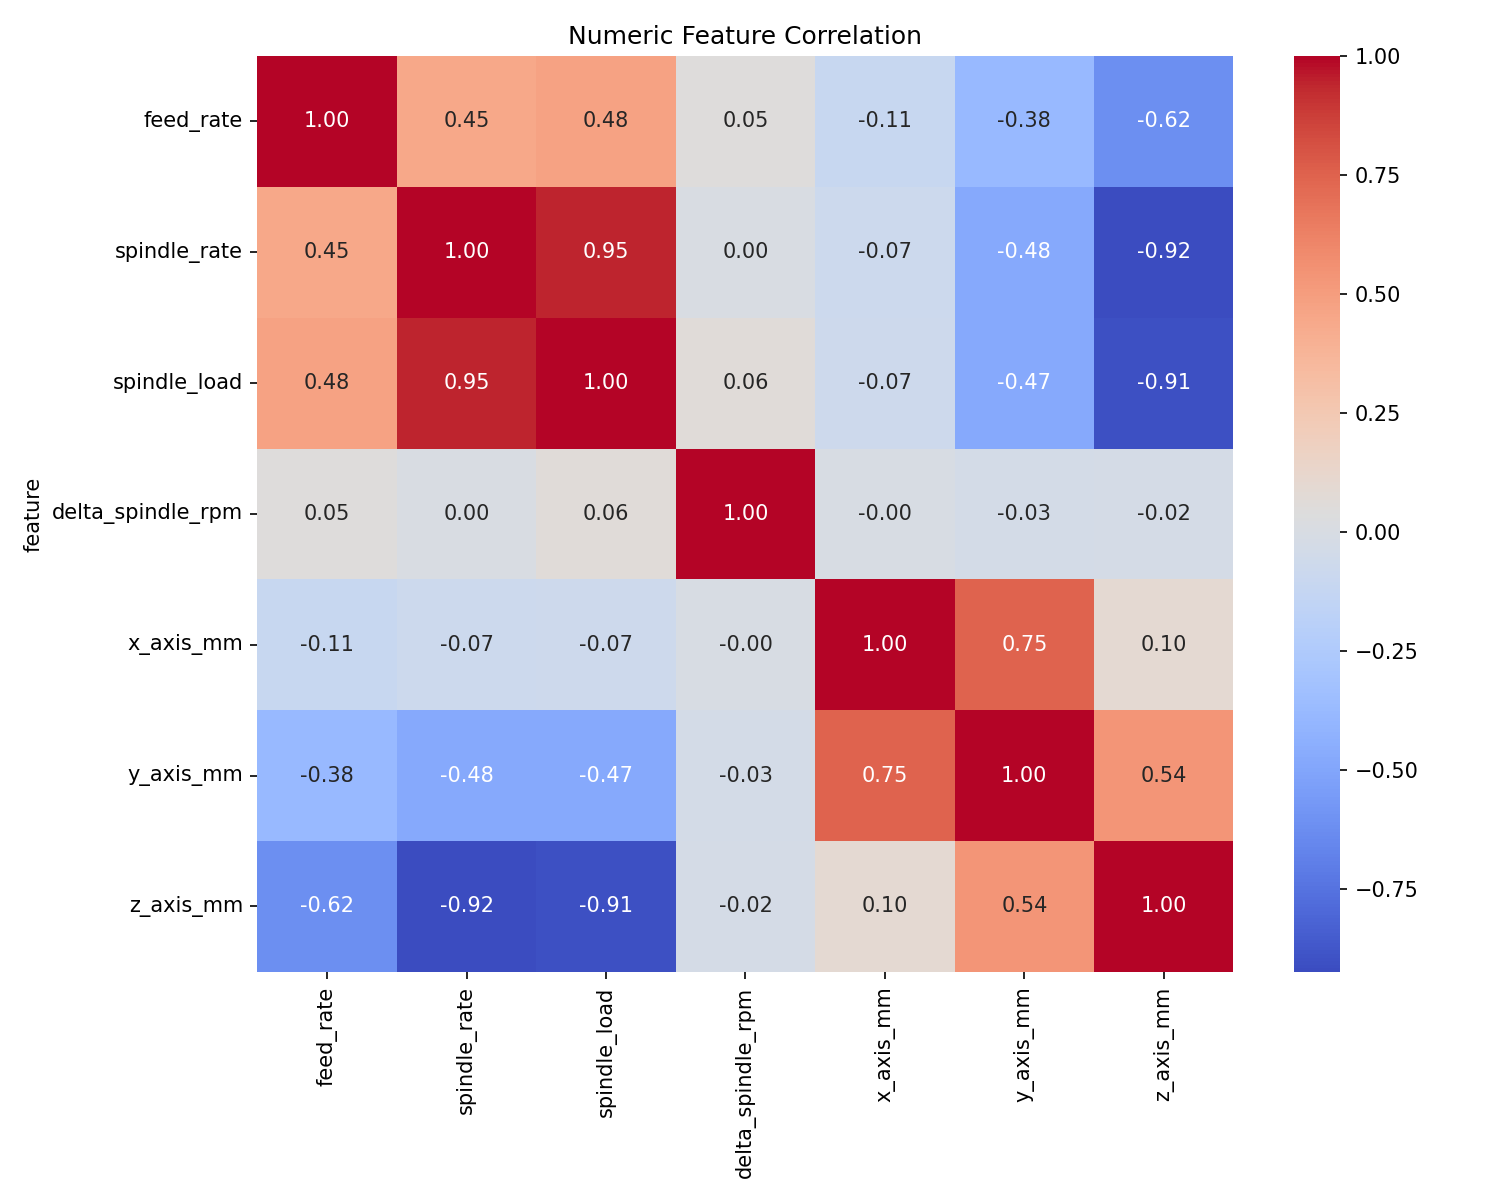 Numeric Feature Correlation
feature
feed_rate 1.00 0.45 0.48 0.05 -0.11 -0.38 -0.62
spindle_rate 0.45 1.00 0.95 0.00 -0.07 -0.48 -0.92
spindle_load 0.48 0.95 1.00 0.06 -0.07 -0.47 -0.91
delta_spindle_rpm 0.05 0.00 0.06 1.00 -0.00 -0.03 -0.02
x_axis_mm -0.11 -0.07 -0.07 -0.00 1.00 0.75 0.10
y_axis_mm -0.38 -0.48 -0.47 -0.03 0.75 1.00 0.54
z_axis_mm -0.62 -0.92 -0.91 -0.02 0.10 0.54 1.00
feed_rate
spindle_rate
spindle_load
delta_spindle_rpm
x_axis_mm
y_axis_mm
z_axis_mm
1.00
0.75
0.50
0.25
0.00
−0.25
−0.50
−0.75